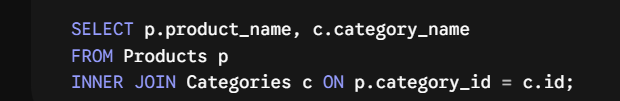 SELECT p.product_name, c.category_name
FROM Products p
INNER JOIN Categories c ON p.category_id = c.id;